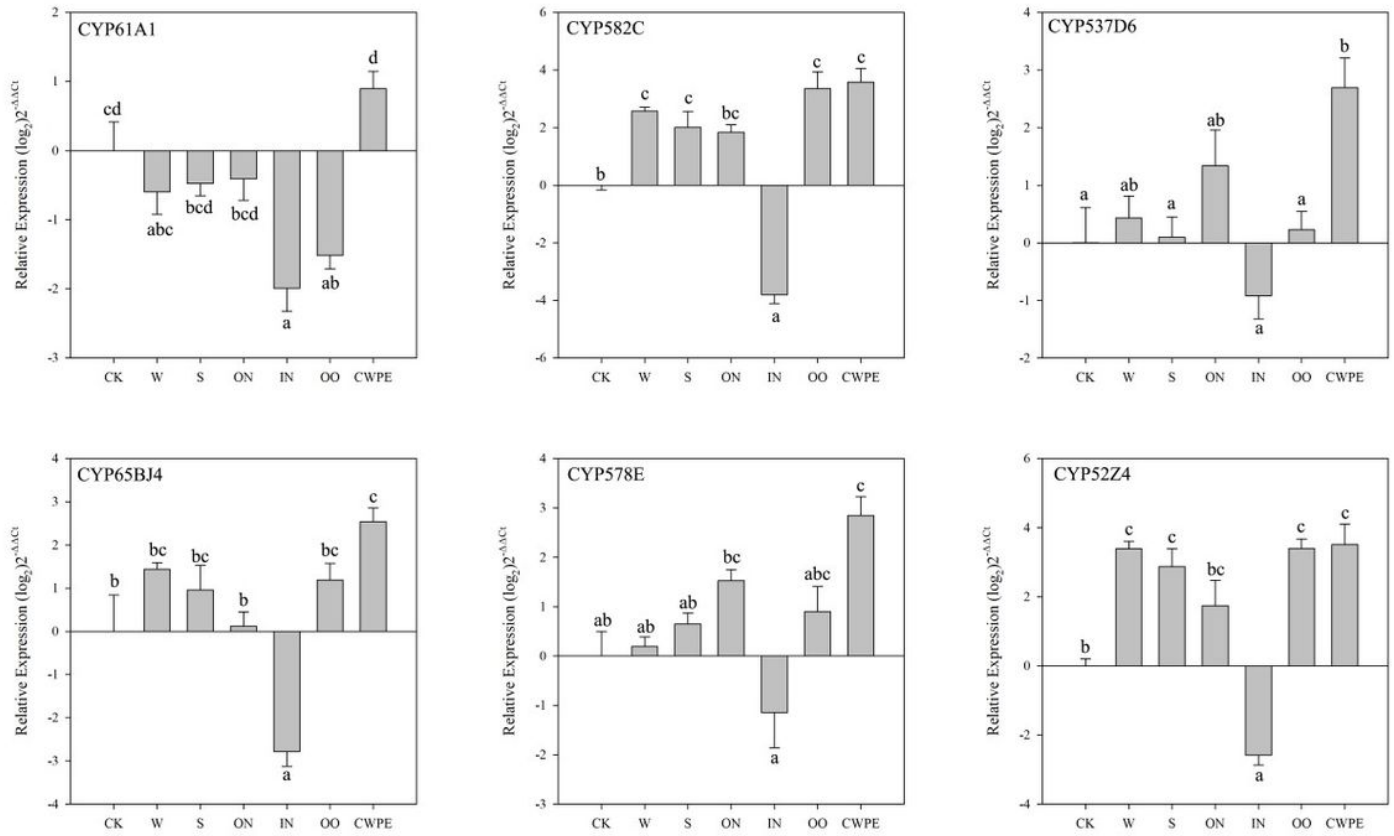 CYP61A1
Relative Expression (log₂)2^-ΔΔCt
2
1
0
-1
-2
-3
cd
abc
bcd
bcd
a
ab
d
CK W S ON IN OO CWPE
CYP582C
Relative Expression (log₂)2^-ΔΔCt
6
4
2
0
-2
-4
-6
b
c
c
bc
a
c
c
CK W S ON IN OO CWPE
CYP537D6
Relative Expression (log₂)2^-ΔΔCt
4
3
2
1
0
-1
-2
a
ab
a
ab
a
a
b
CK W S ON IN OO CWPE
CYP65BJ4
Relative Expression (log₂)2^-ΔΔCt
4
3
2
1
0
-1
-2
-3
-4
b
bc
bc
b
a
bc
c
CK W S ON IN OO CWPE
CYP578E
Relative Expression (log₂)2^-ΔΔCt
4
3
2
1
0
-1
-2
-3
ab
ab
ab
bc
a
abc
c
CK W S ON IN OO CWPE
CYP52Z4
Relative Expression (log₂)2^-ΔΔCt
6
4
2
0
-2
-4
b
c
c
bc
a
c
c
CK W S ON IN OO CWPE